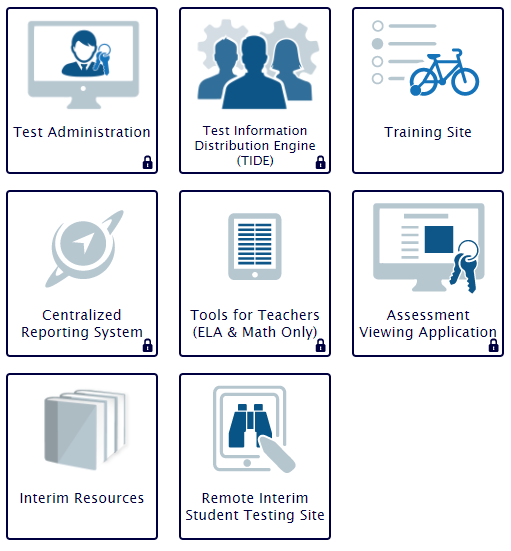 Test Administration
Test Information
Distribution Engine
(TIDE)
Training Site
Centralized
Reporting System
Tools for Teachers
(ELA & Math Only)
Assessment
Viewing Application
Interim Resources
Remote Interim
Student Testing Site